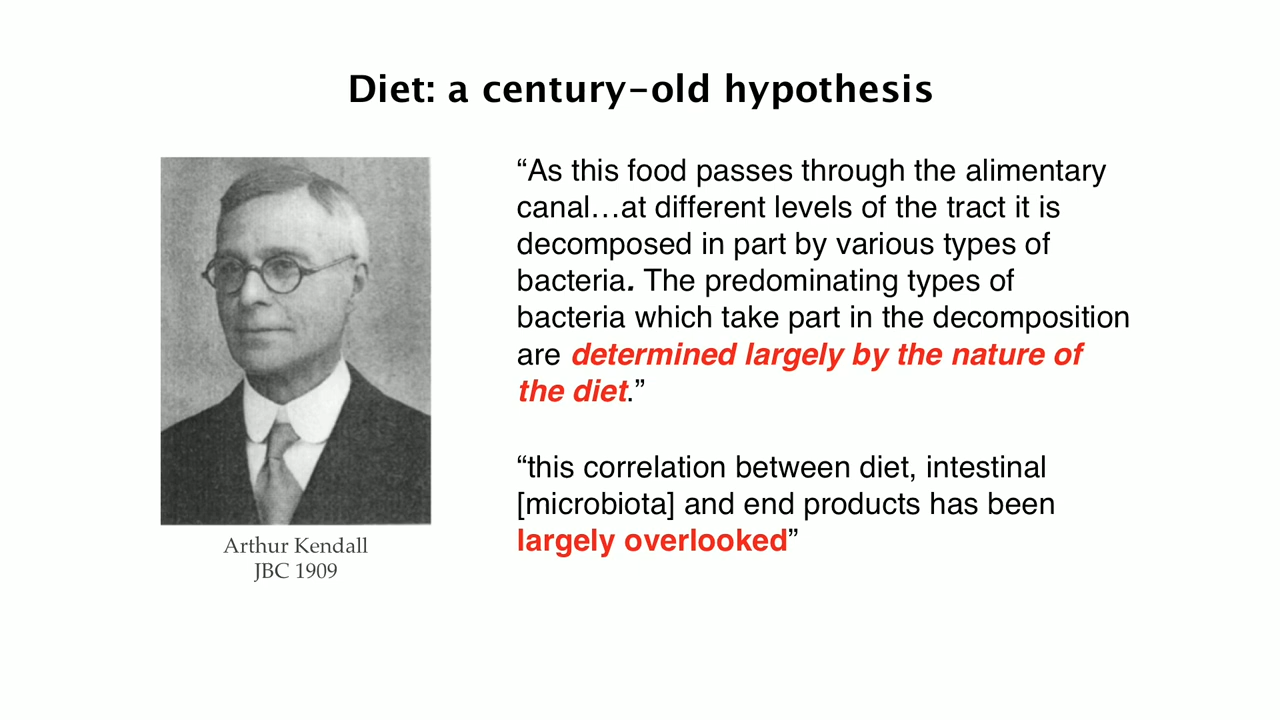 Diet: a century-old hypothesis
“As this food passes through the alimentary
canal…at different levels of the tract it is
decomposed in part by various types of
bacteria. The predominating types of
bacteria which take part in the decomposition
are determined largely by the nature of
the diet.”
“this correlation between diet, intestinal
[microbiota] and end products has been
largely overlooked”
Arthur Kendall
JBC 1909